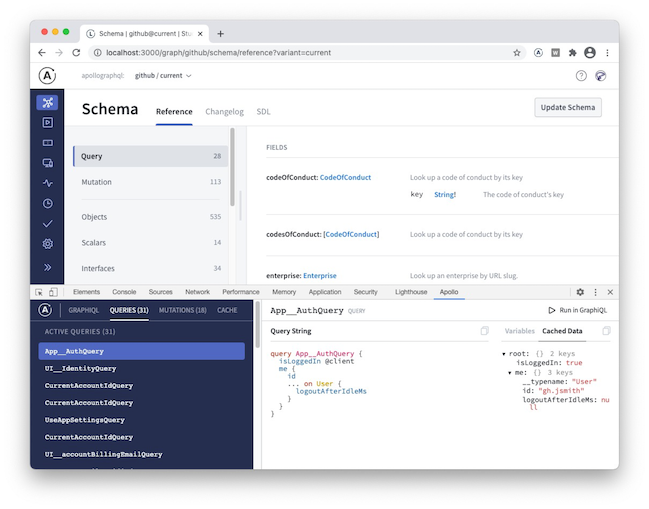 Schema | github@current | Stu
localhost:3000/graph/github/schema/reference?variant=current
apollographql: github / current
Schema Reference Changelog SDL Update Schema
Query 28
Mutation 113
Objects 535
Scalars 14
Interfaces 34
FIELDS
codeOfConduct: CodeOfConduct Look up a code of conduct by its key
key String! The code of conduct's key
codesOfConduct: [CodeOfConduct] Look up a code of conduct by its key
enterprise: Enterprise Look up an enterprise by URL slug.
Elements Console Sources Network Performance Memory Application Security Lighthouse Apollo
GRAPHIQL QUERIES (31) MUTATIONS (18) CACHE
ACTIVE QUERIES (31)
App__AuthQuery
UI__IdentityQuery
CurrentAccountIdQuery
CurrentAccountIdQuery
UseAppSettingsQuery
CurrentAccountIdQuery
UI__accountBillingEmailQuery
App__AuthQuery QUERY Run in GraphiQL
Query String
query App__AuthQuery {
isLoggedIn @client
me {
id
... on User {
logoutAfterIdleMs
}
}
}
Variables Cached Data
root: {} 2 keys
isLoggedIn: true
me: {} 3 keys
__typename: "User"
id: "gh.jsmith"
logoutAfterIdleMs: nu
ll